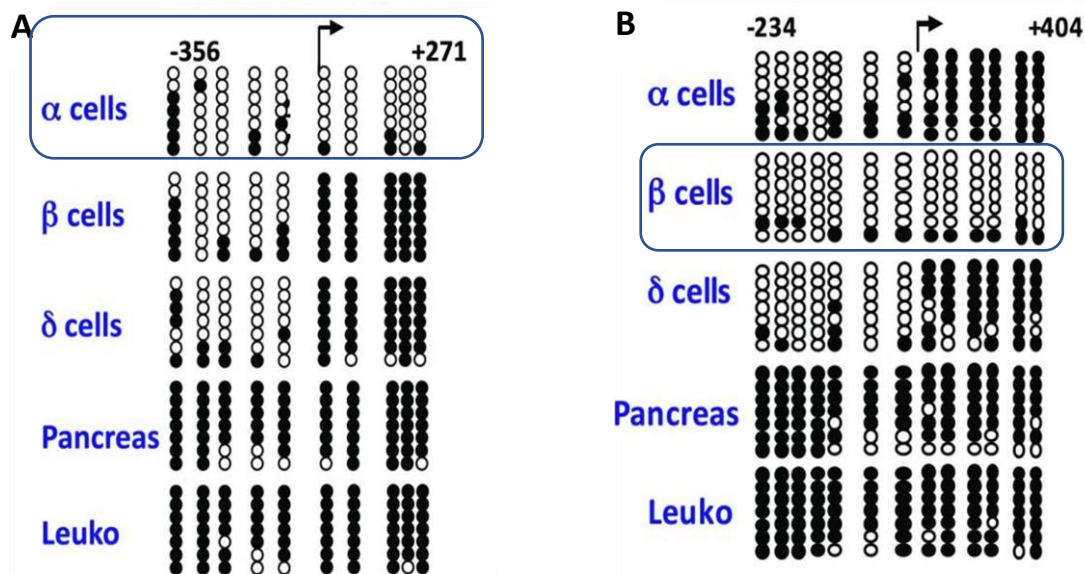 A
-356
+271
α cells
β cells
δ cells
Pancreas
Leuko
B
-234
+404
α cells
β cells
δ cells
Pancreas
Leuko